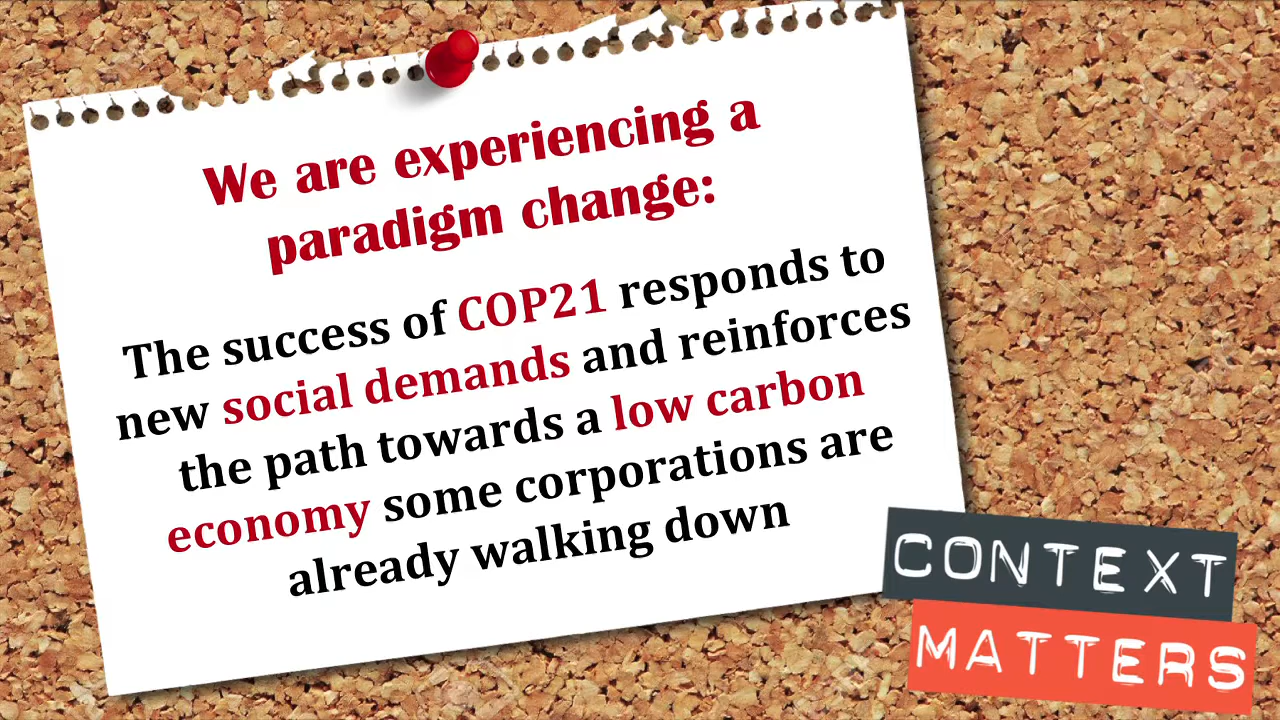 We are experiencing a
paradigm change:
The success of COP21 responds to
new social demands and reinforces
the path towards a low carbon
economy some corporations are
already walking down
CONTEXT
MATTERS